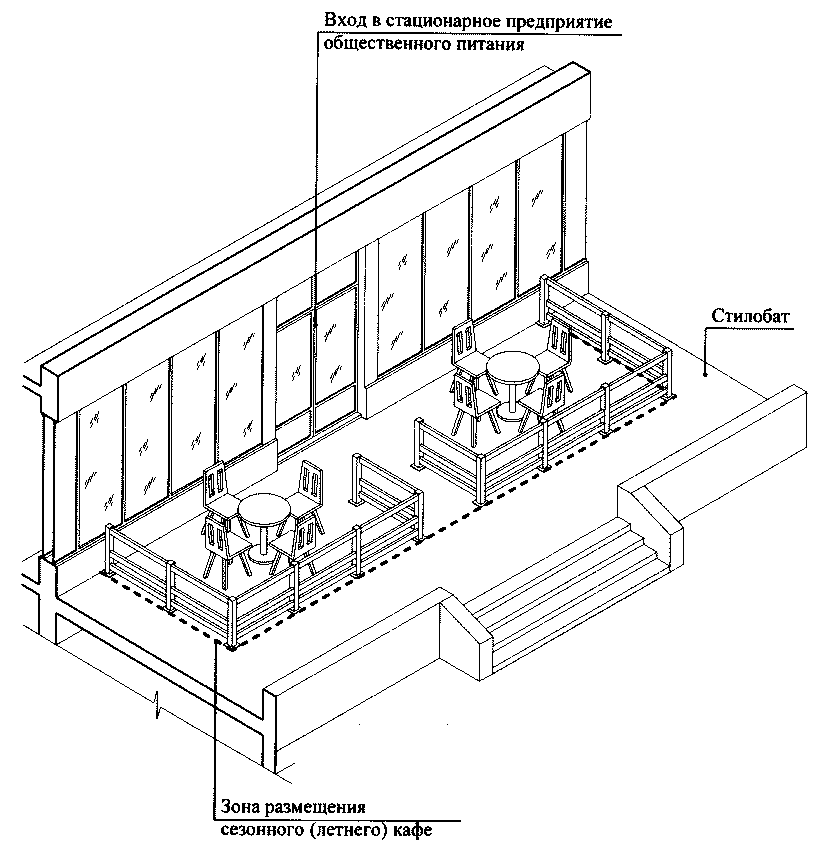 Вход в стационарное предприятие
общественного питания
Стилобат
Зона размещения
сезонного (летнего) кафе